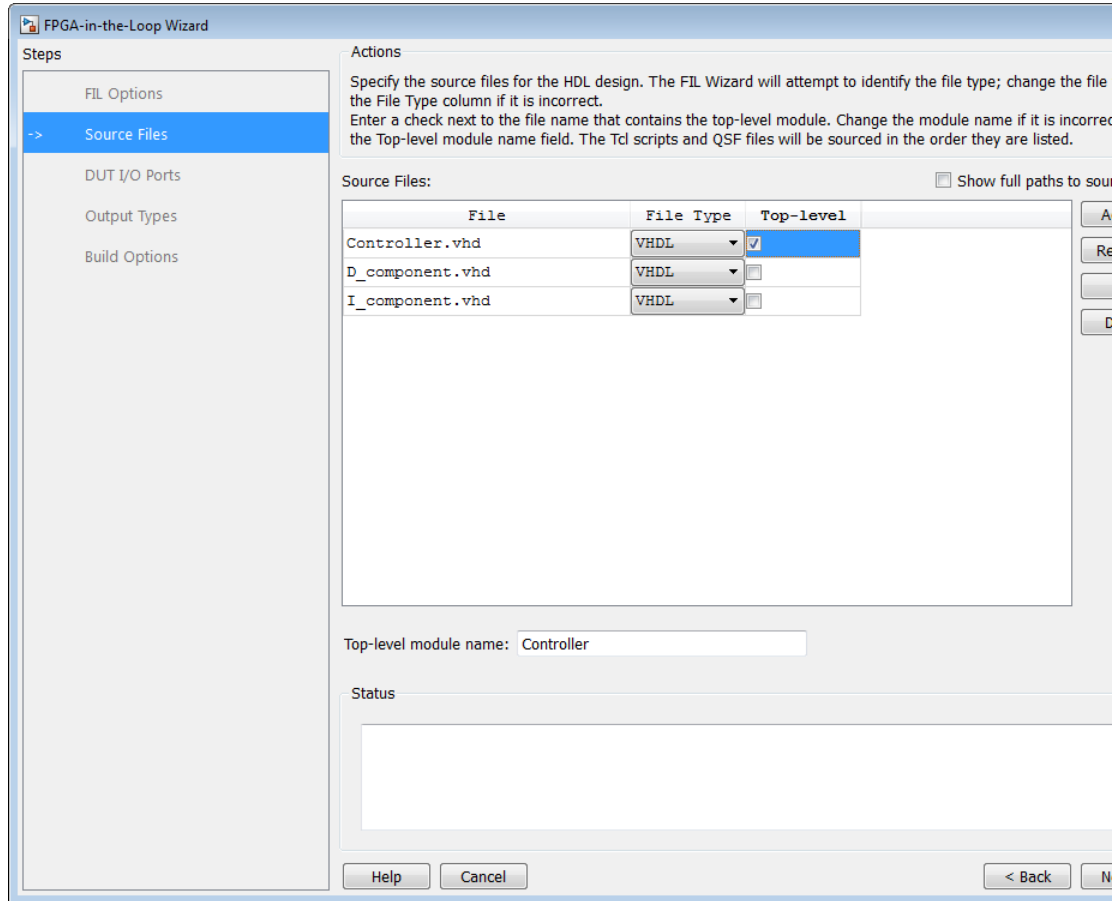 FPGA-in-the-Loop Wizard
Steps
FIL Options
-> Source Files
DUT I/O Ports
Output Types
Build Options
Actions
Specify the source files for the HDL design. The FIL Wizard will attempt to identify the file type; change the file
the File Type column if it is incorrect.
Enter a check next to the file name that contains the top-level module. Change the module name if it is
the Top-level module name field. The Tcl scripts and QSF files will be sourced in the order they are listed.
Source Files:
Show full paths to
File File Type Top-level
Controller.vhd VHDL
D_component.vhd VHDL
I_component.vhd VHDL
Top-level module name: Controller
Status
Help Cancel < Back